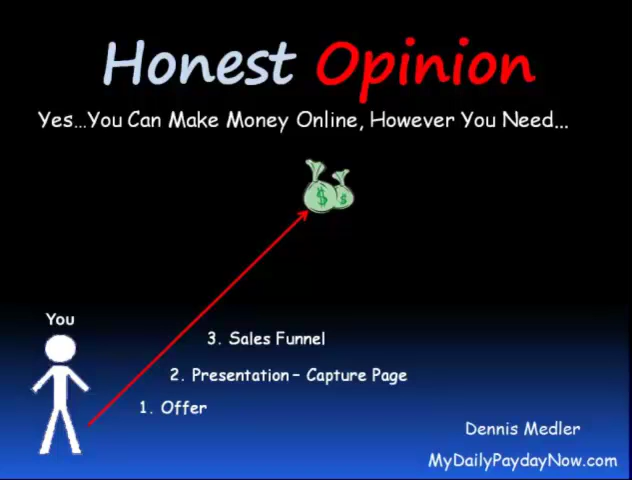 Honest Opinion
Yes...You Can Make Money Online, However You Need...
$ $
You
3. Sales Funnel
2. Presentation – Capture Page
1. Offer
Dennis Medler
MyDailyPaydayNow.com